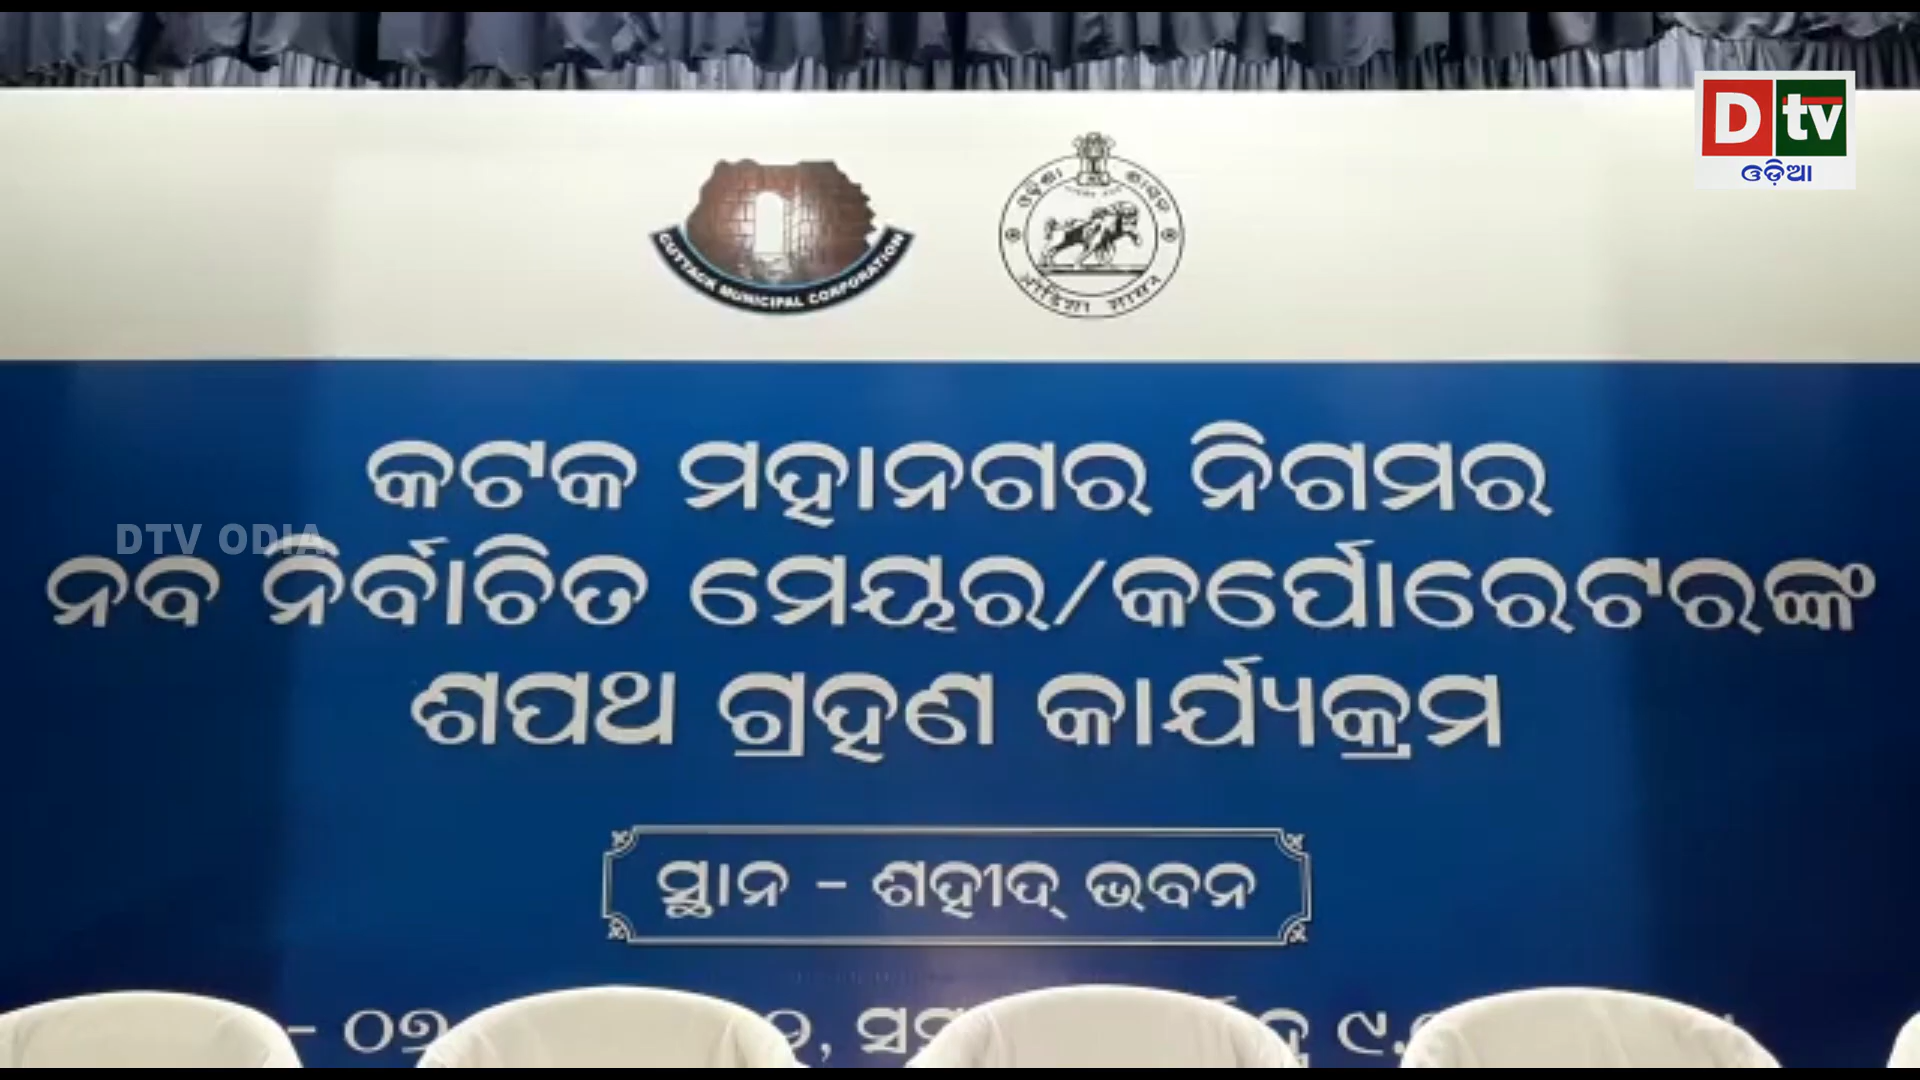 Dtv
ଓଡ଼ିଆ
CUTTACK MUNICIPAL CORPORATION
କଟକ ମହାନଗର ନିଗମର
DTV ODIA
ନବ ନିର୍ବାଚିତ ମେୟର/କର୍ପୋରେଟରଙ୍କ
ଶପଥ ଗ୍ରହଣ କାର୍ଯ୍ୟକ୍ରମ
ସ୍ଥାନ - ଶହୀଦ୍ ଭବନ